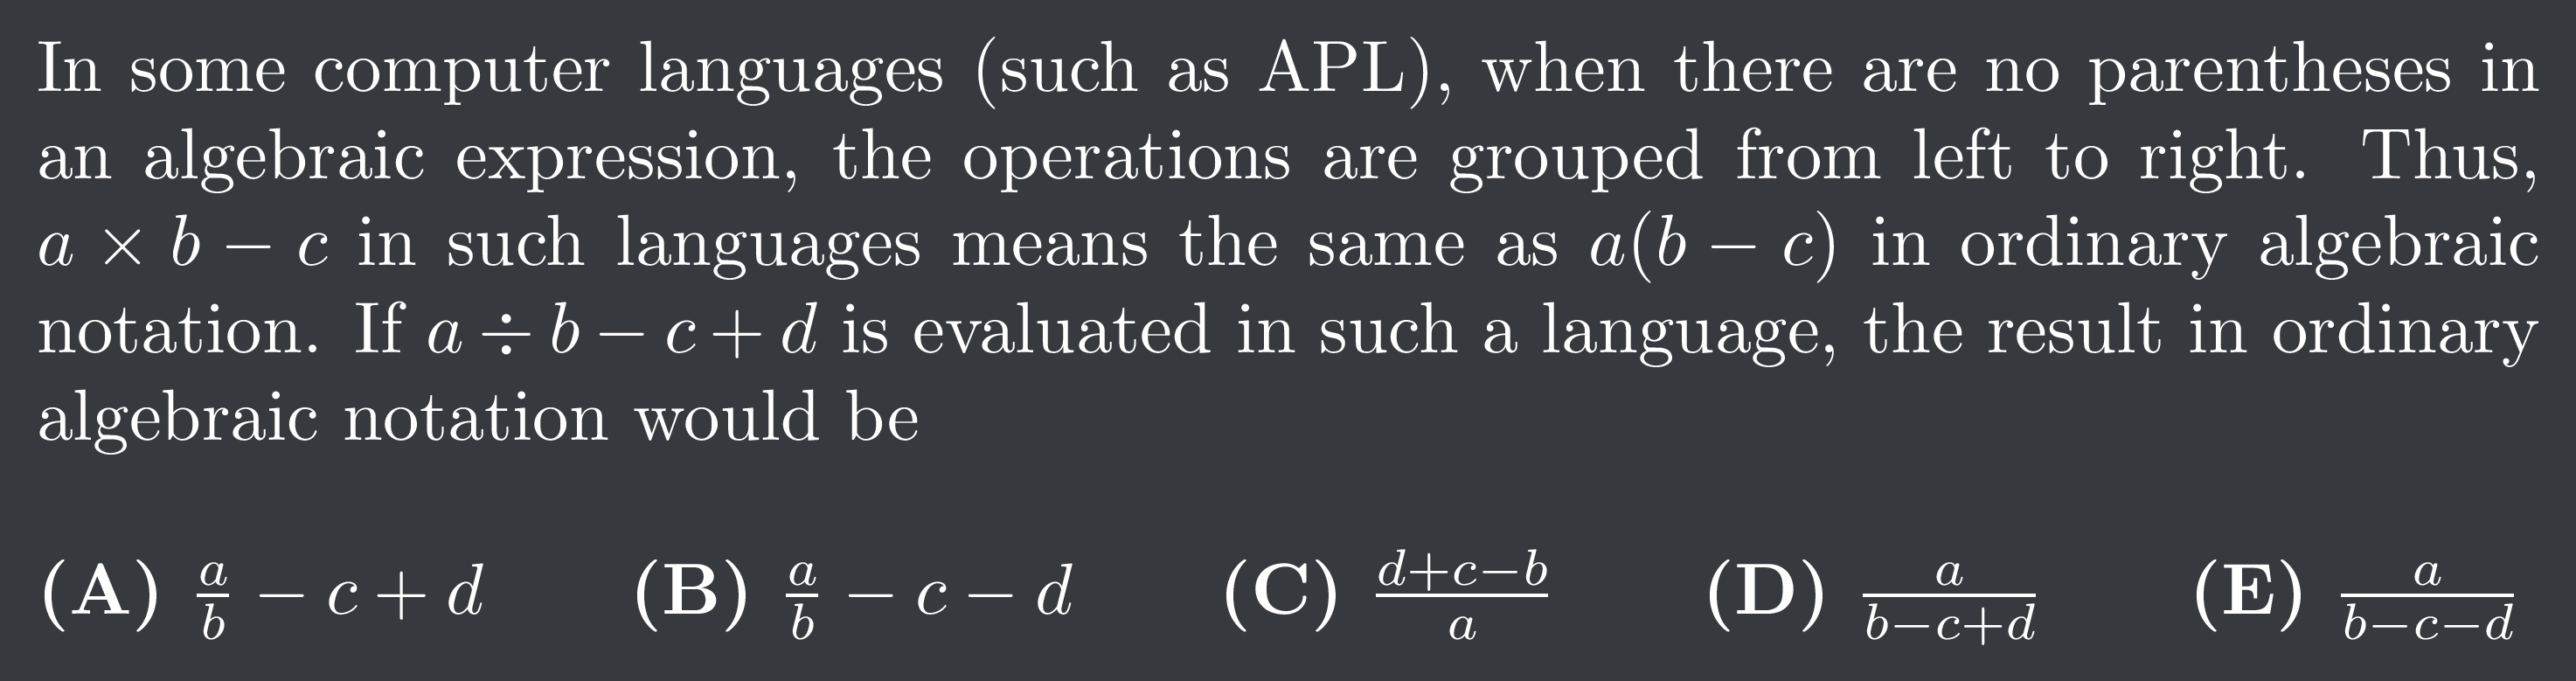 In some computer languages (such as APL), when there are no parentheses in
an algebraic expression, the operations are grouped from left to right. Thus,
a × b − c in such languages means the same as a(b − c) in ordinary algebraic
notation. If a ÷ b − c + d is evaluated in such a language, the result in ordinary
algebraic notation would be
(A) \frac{a}{b} − c + d (B) \frac{a}{b} − c − d (C) \frac{d+c−b}{a} (D) \frac{a}{b−c+d} (E) \frac{a}{b−c−d}